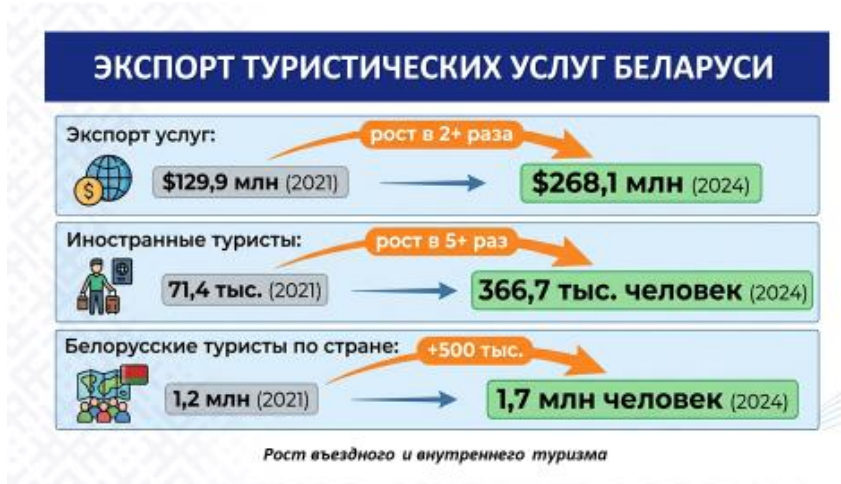 ЭКСПОРТ ТУРИСТИЧЕСКИХ УСЛУГ БЕЛАРУСИ
Экспорт услуг:
рост в 2+ раза
$129,9 млн (2021)
$268,1 млн (2024)
Иностранные туристы:
рост в 5+ раз
71,4 тыс. (2021)
366,7 тыс. человек (2024)
Белорусские туристы по стране:
+500 тыс.
1,2 млн (2021)
1,7 млн человек (2024)
Рост въездного и внутреннего туризма